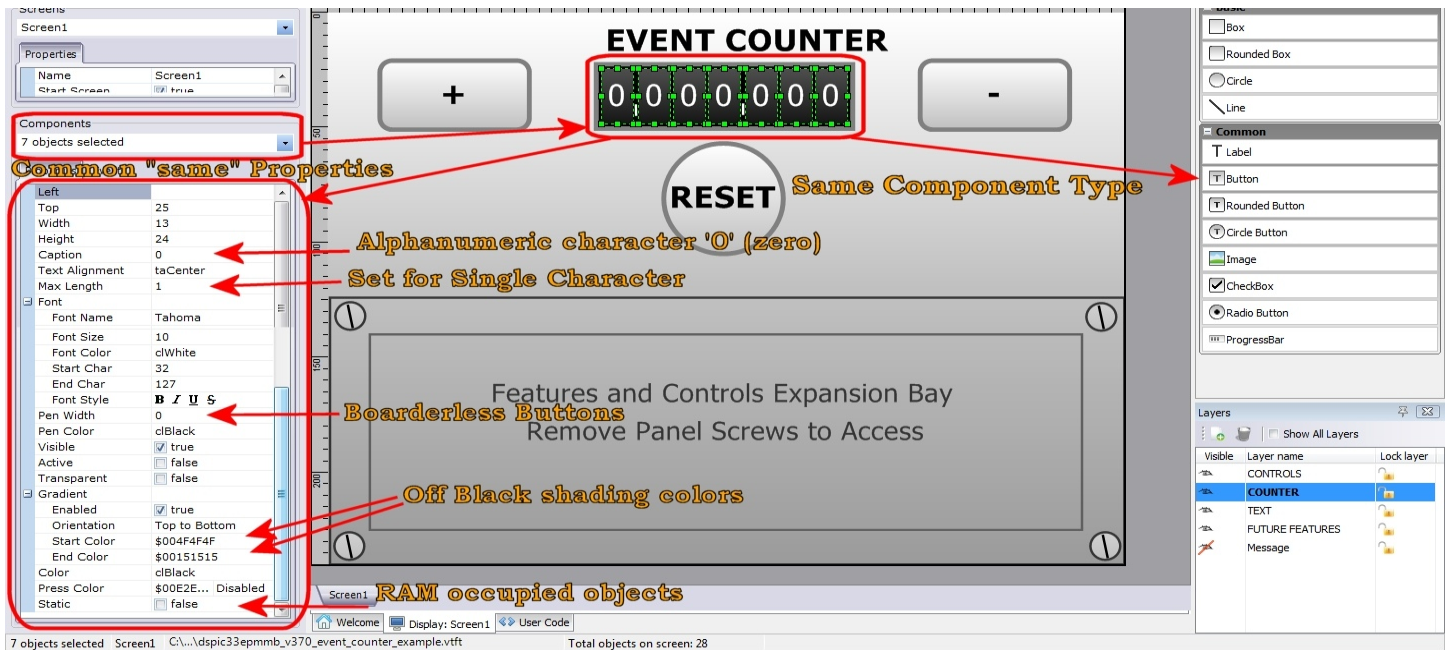 Screens
Screen1
Properties
Name Screen1
Start Screen true
Components
7 objects selected
Common "same" Properties
Left
Top 25
Width 13
Height 24
Caption 0
Text Alignment taCenter
Max Length 1
Font
Font Name Tahoma
Font Size 10
Font Color clWhite
Start Char 32
End Char 127
Font Style B I U S
Pen Width 0
Pen Color clBlack
Visible true
Active false
Transparent false
Gradient
Enabled true
Orientation Top to Bottom
Start Color $004F4F4F
End Color $00151515
Color clBlack
Press Color $00E2E... Disabled
Static false
0
50
100
150
200
EVENT COUNTER
+
0 0 0 0 0 0 0
-
RESET
Same Component Type
Alphanumeric character '0' (zero)
Set for Single Character
Features and Controls Expansion Bay
Boarderless Buttons
Remove Panel Screws to Access
Off Black shading colors
RAM occupied objects
Screen1
Welcome
Display: Screen1
User Code
Basic
Box
Rounded Box
Circle
Line
Common
T Label
T Button
T Rounded Button
T Circle Button
Image
CheckBox
Radio Button
ProgressBar
Layers
Show All Layers
Visible Layer name Lock layer
CONTROLS
COUNTER
TEXT
FUTURE FEATURES
Message
7 objects selected Screen1 C:\...\dspic33epmmb_v370_event_counter_example.vtft Total objects on screen: 28